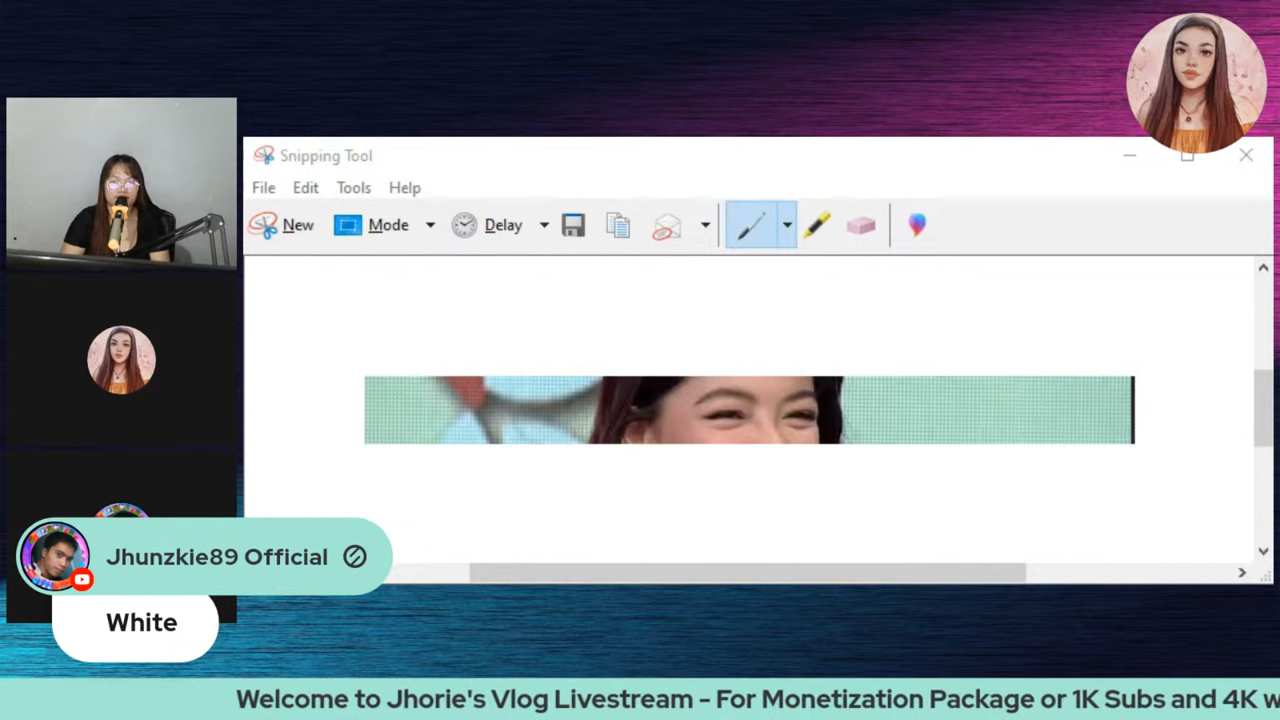 Snipping Tool
File Edit Tools Help
New Mode Delay
Jhunzkie89 Official
White
Welcome to Jhorie's Vlog Livestream - For Monetization Package or 1K Subs and 4K w